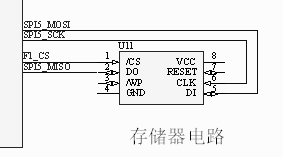 SPI5_MOSI
SPI5_SCK
U11
F1_CS 1 /CS VCC 8
SPI5_MISO 2 DO RESET 7
3 /WP CLK 6
4 GND DI 5
存储器电路